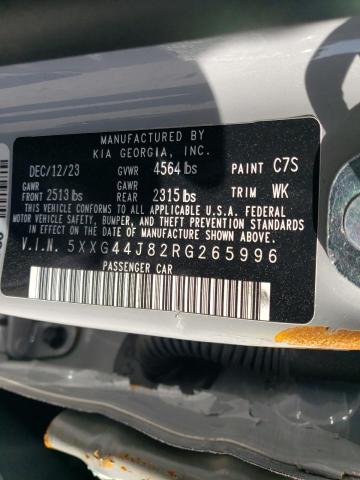 MANUFACTURED BY
KIA GEORGIA, INC.
DEC/12/23 GVWR 4564 lbs PAINT C7S
GAWR GAWR
FRONT 2513 lbs REAR 2315 lbs TRIM WK
THIS VEHICLE CONFORMS TO ALL APPLICABLE U.S.A. FEDERAL
MOTOR VEHICLE SAFETY, BUMPER, AND THEFT PREVENTION
STANDARDS IN EFFECT ON THE DATE OF MANUFACTURE SHOWN ABOVE.
V.I.N. 5XXG44J82RG265996
PASSENGER CAR